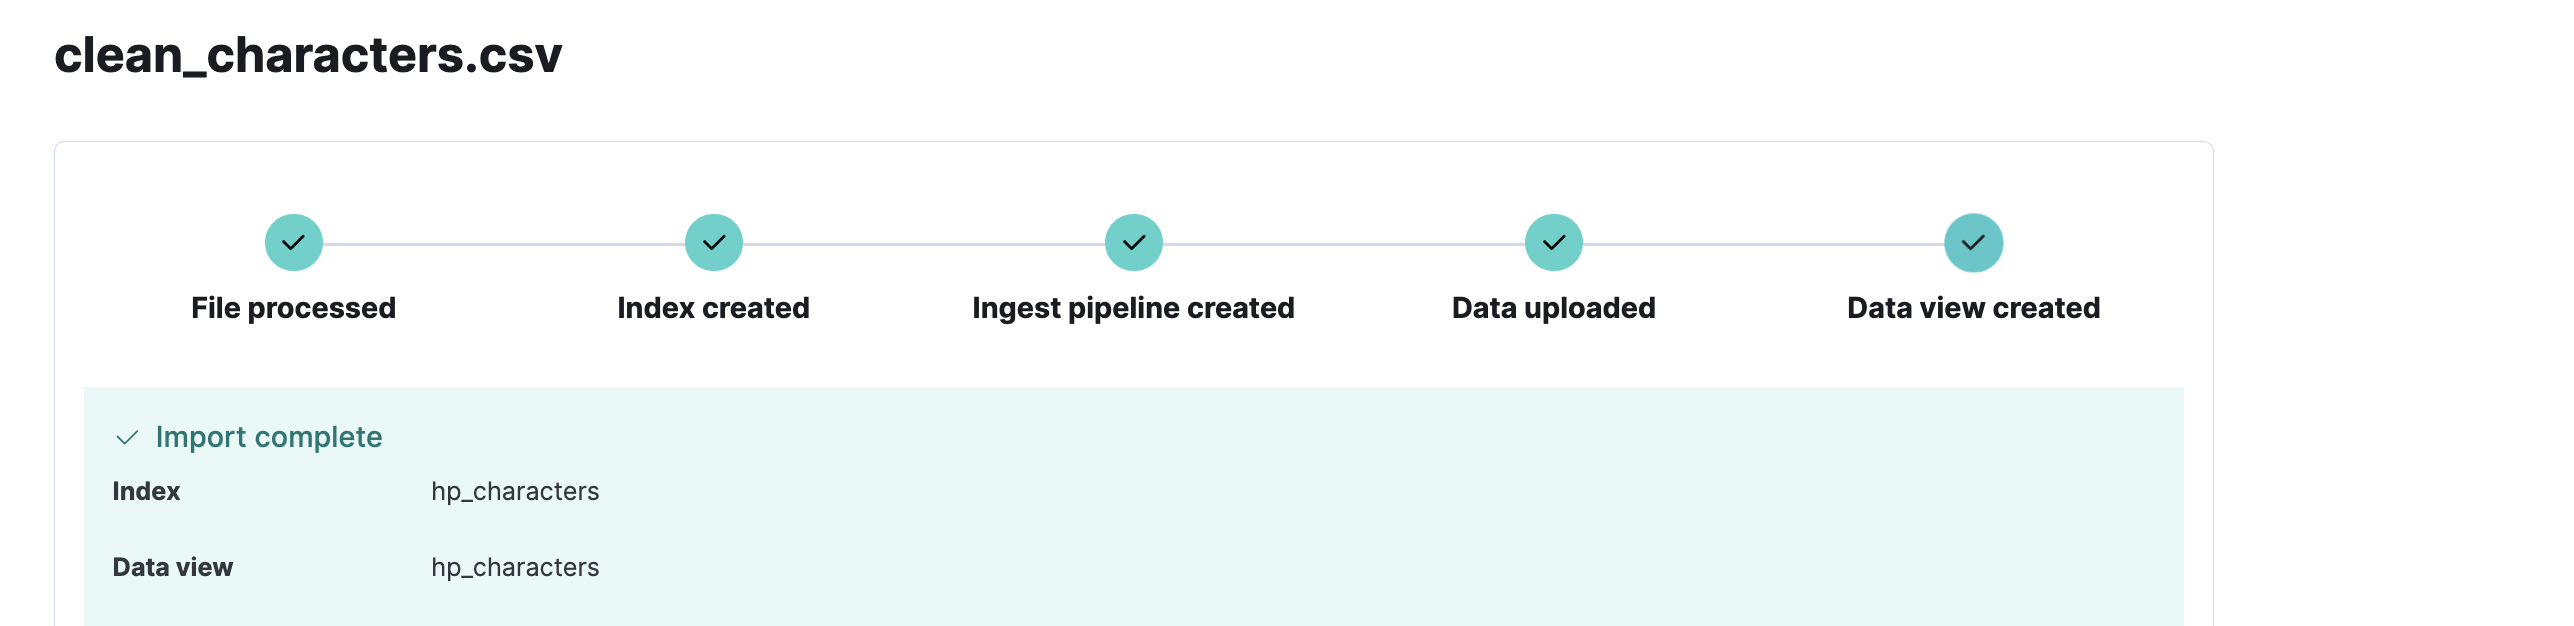 clean_characters.csv
File processed
Index created
Ingest pipeline created
Data uploaded
Data view created
Import complete
Index hp_characters
Data view hp_characters